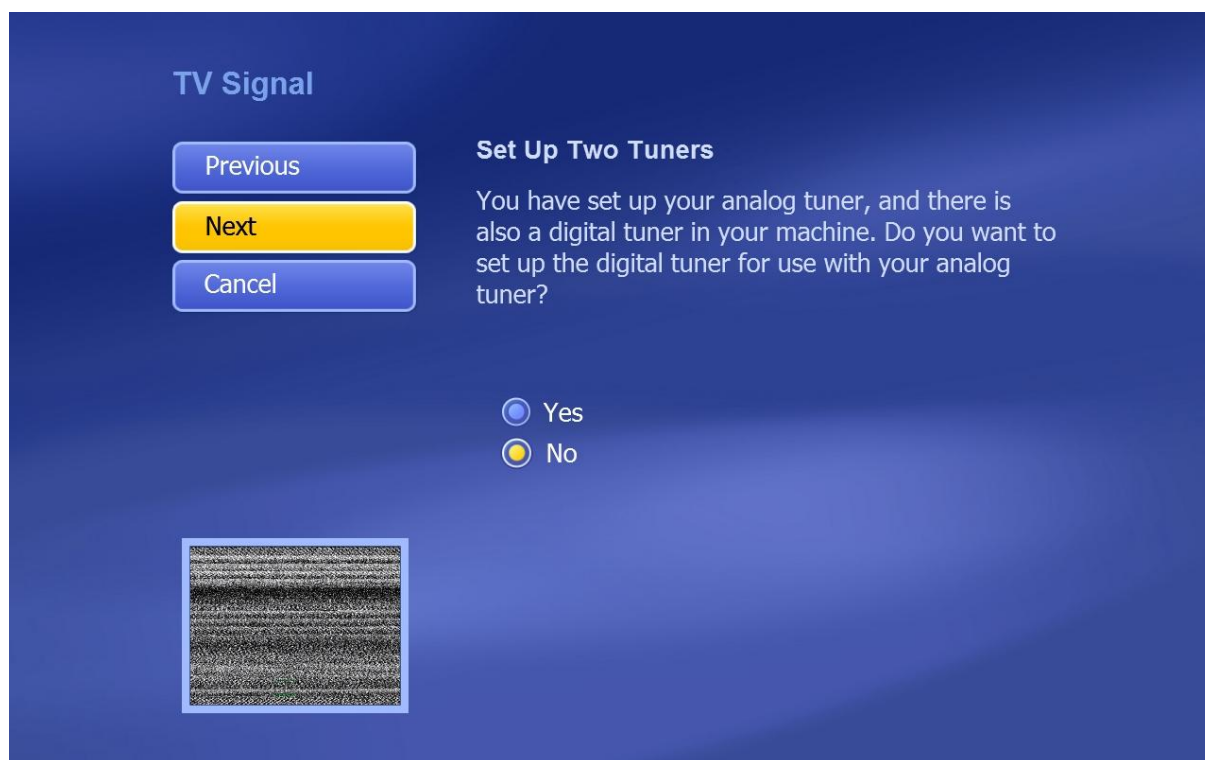 TV Signal
Previous
Next
Cancel
Set Up Two Tuners
You have set up your analog tuner, and there is
also a digital tuner in your machine. Do you want to
set up the digital tuner for use with your analog
tuner?
Yes
No